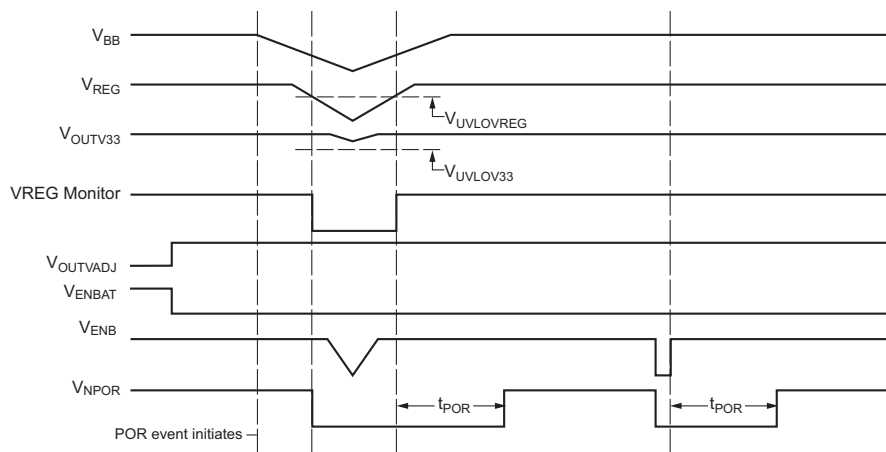 VBB
VREG
VUVLOVREG
VOUTV33
VUVLOV33
VREG Monitor
VOUTVADJ
VENBAT
VENB
VNPOR
tPOR
tPOR
POR event initiates